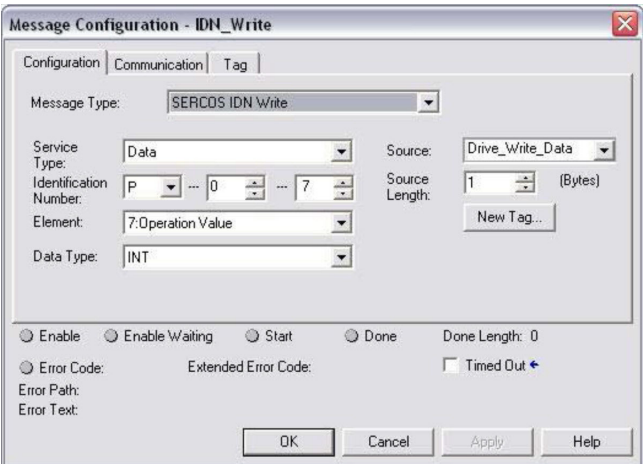 Message Configuration - IDN_Write
Configuration Communication Tag
Message Type: SERCOS IDN Write
Service Type: Data Source: Drive_Write_Data
Identification Number: P ... 0 ... 7 Source Length: 1 (Bytes)
Element: 7:Operation Value New Tag...
Data Type: INT
Enable Enable Waiting Start Done Done Length: 0
Error Code: Extended Error Code: Timed Out
Error Path:
Error Text:
OK Cancel Apply Help